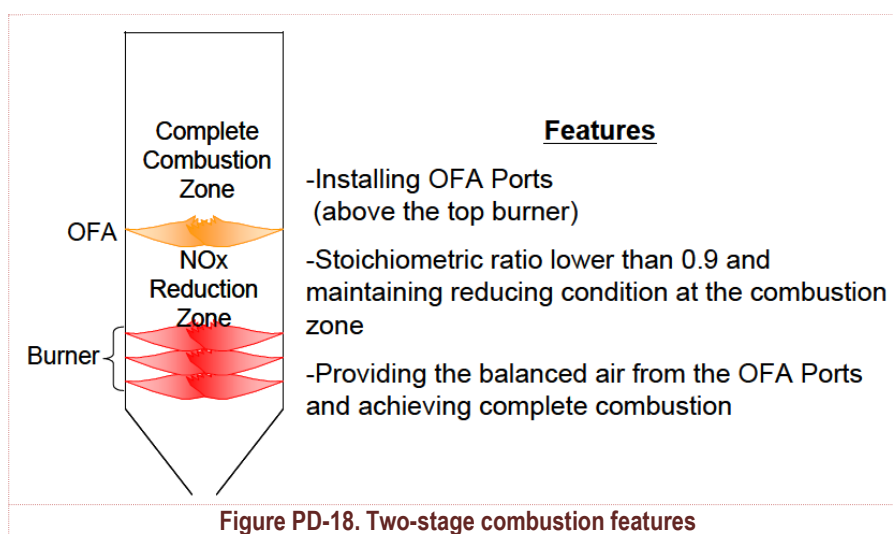 Complete
Combustion
Zone
OFA
NOx
Reduction
Zone
Burner
Features
-Installing OFA Ports
(above the top burner)
-Stoichiometric ratio lower than 0.9 and
maintaining reducing condition at the combustion
zone
-Providing the balanced air from the OFA Ports
and achieving complete combustion
Figure PD-18. Two-stage combustion features